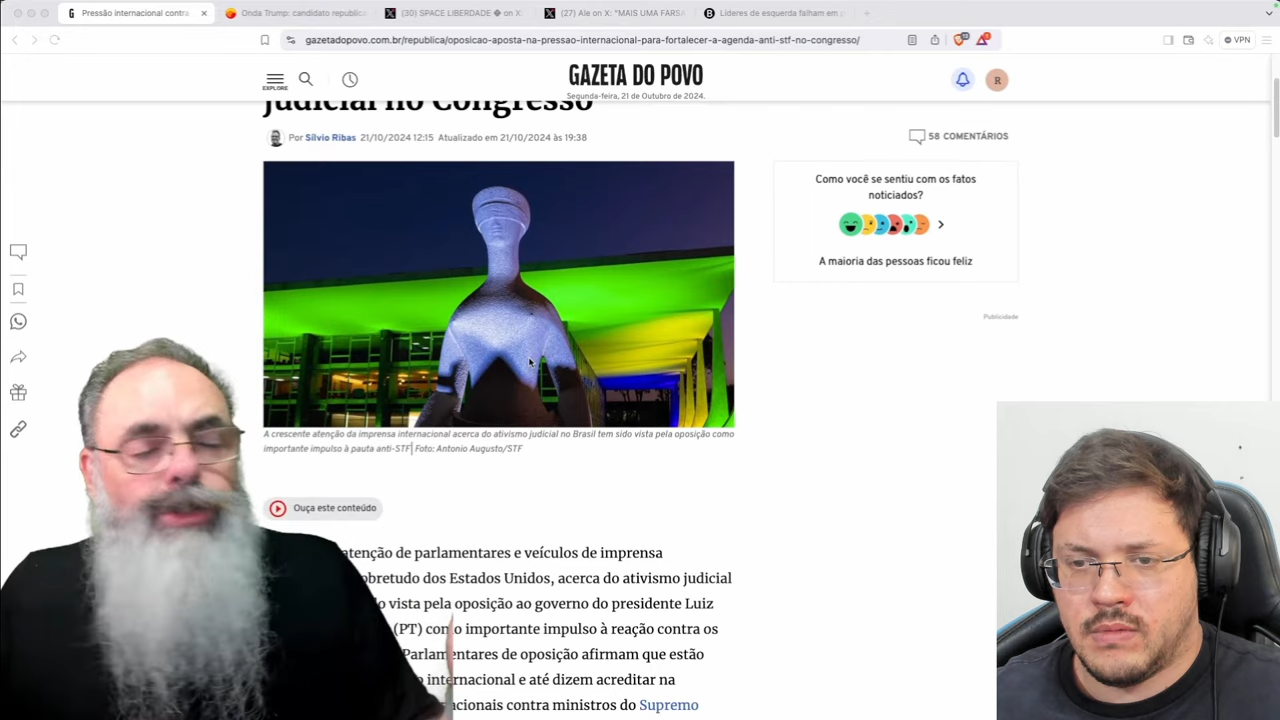 Pressão internacional contra
Onda Trump: candidato republica
(30) SPACE LIBERDADE � on X:
(27) Ale on X: "MAIS UMA FARSA
Líderes de esquerda falham em p
gazetadopovo.com.br/republica/oposicao-aposta-na-pressao-internacional-para-fortalecer-a-agenda-anti-stf-no-congresso/
VPN
EXPLORE
GAZETA DO POVO
Segunda-feira, 21 de Outubro de 2024.
R
judicial no Congresso
Por Sílvio Ribas 21/10/2024 12:15 Atualizado em 21/10/2024 às 19:38
58 COMENTÁRIOS
Como você se sentiu com os fatos
noticiados?
A maioria das pessoas ficou feliz
Publicidade
A crescente atenção da imprensa internacional acerca do ativismo judicial no Brasil tem sido vista pela oposição como
importante impulso à pauta anti-STF| Foto: Antonio Augusto/STF
Ouça este conteúdo
atenção de parlamentares e veículos de imprensa
obretudo dos Estados Unidos, acerca do ativismo judicial
o vista pela oposição ao governo do presidente Luiz
(PT) como importante impulso à reação contra os
Parlamentares de oposição afirmam que estão
internacional e até dizem acreditar na
nacionais contra ministros do Supremo